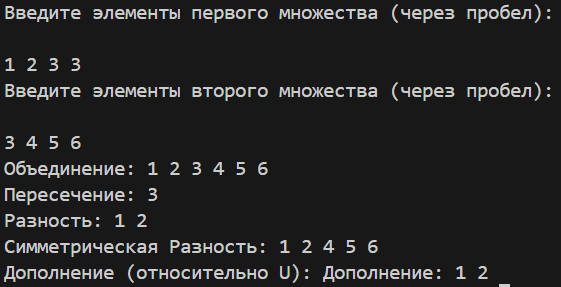 Введите элементы первого множества (через пробел):
1 2 3 3
Введите элементы второго множества (через пробел):
3 4 5 6
Объединение: 1 2 3 4 5 6
Пересечение: 3
Разность: 1 2
Симметрическая Разность: 1 2 4 5 6
Дополнение (относительно U): Дополнение: 1 2